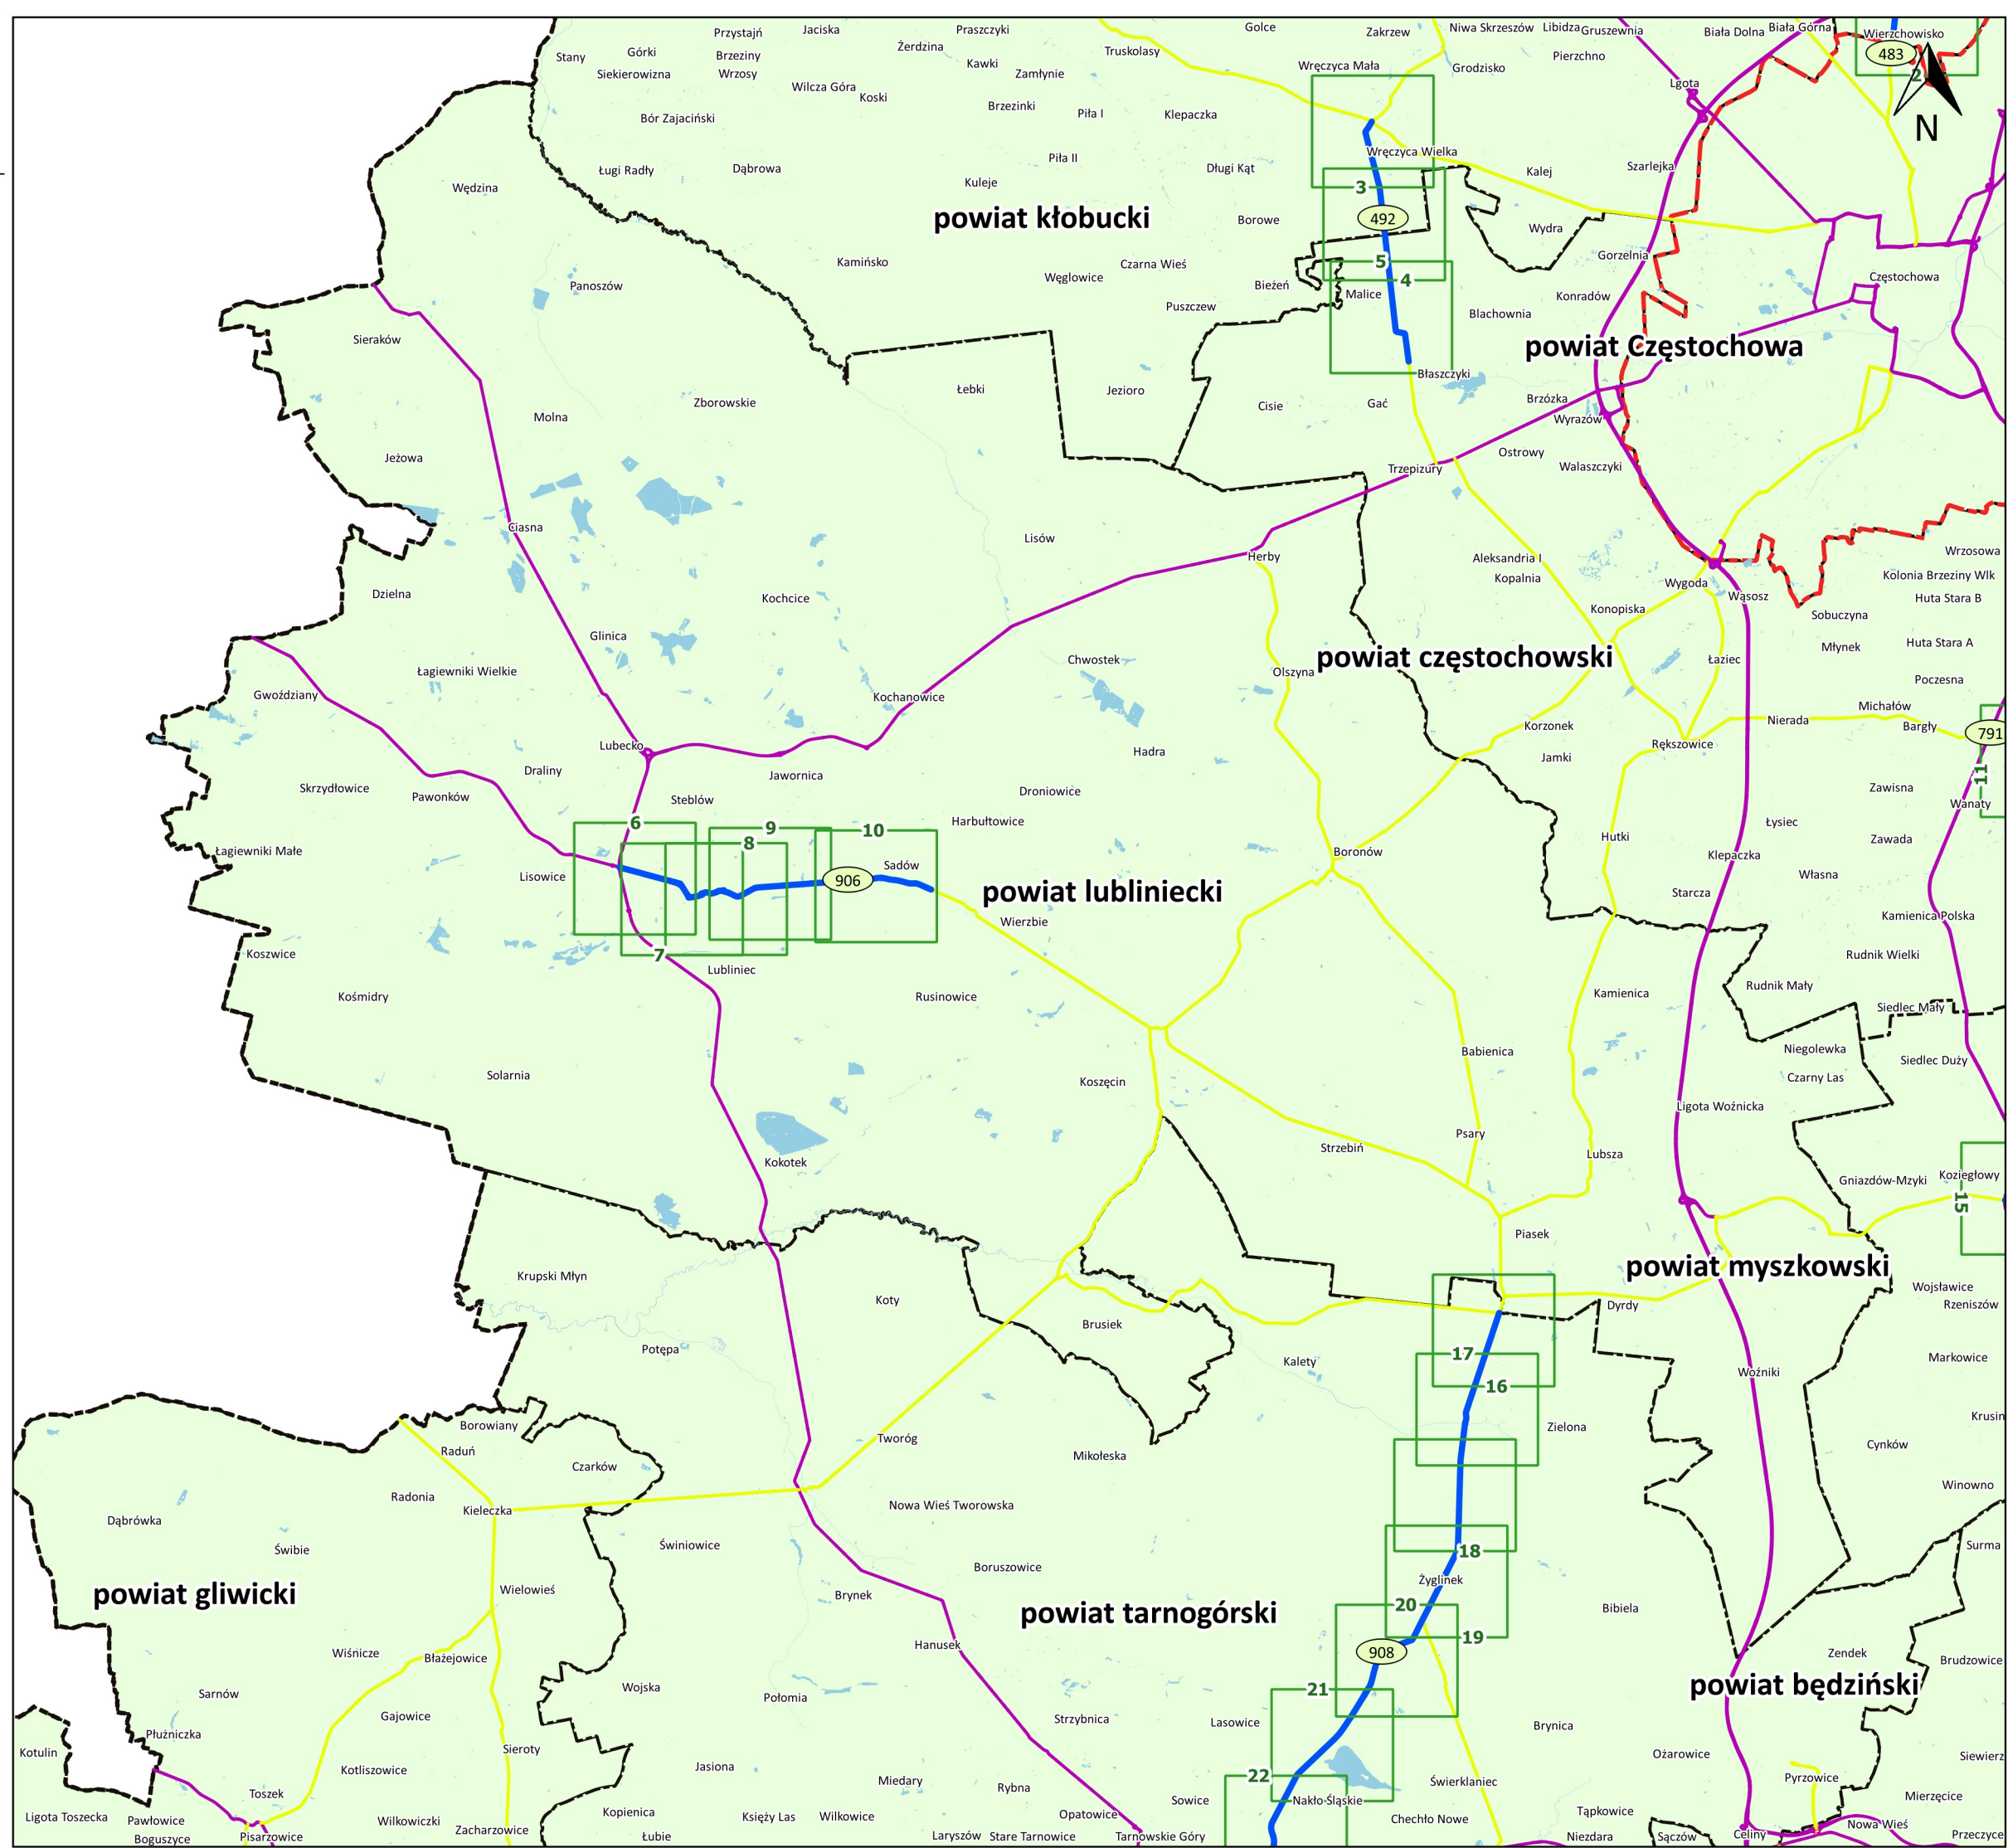 Przystań
Jaciska
Praszczyki
Golce
Zakrzew
Niwa Skrzeszów
Libidza
Gruszewnia
Biała Dolna
Biała Górna
Wierzchowisko
Stany
Górki
Brzeziny
Żerdzina
Truskolasy
Pierzchno
483
Siekierowizna
Wrzosy
Kawki
Zamłynie
Wręczyca Mała
Grodzisko
2
Wilcza Góra
Koski
Lgota
Bór Zajaciński
Brzezinki
Piła I
Klepaczka
N
Wręczyca Wielka
Ługi Radły
Dąbrowa
Piła II
Długi Kąt
Kalej
Szarlejka
Wędzina
Kuleje
3
powiat kłobucki
Borowe
492
Wydra
Kamińsko
Węglowice
Czarna Wieś
5
Gorzelnia
Panoszów
Bieżeń
4
Częstochowa
Puszczew
Malice
Konradów
Blachownia
Sieraków
powiat Częstochowa
Błaszczyki
Łebki
Jezioro
Molna
Zborowskie
Cisie
Gać
Brzózka
Wyrazów
Jeżowa
Trzepizury
Ostrowy
Walaszczyki
Ciasna
Lisów
Herby
Aleksandria I
Wrzosowa
Kopalnia
Kolonia Brzeziny Wlk
Dzielna
Kochcice
Wygoda
Wąsosz
Huta Stara B
Konopiska
Sobuczyna
Glinica
powiat częstochowski
Młynek
Huta Stara A
Łagiewniki Wielkie
Chwostek
Olszyna
Łaziec
Poczesna
Gwoździany
Kochanowice
Michałów
Korzonek
Nierada
Bargły
791
Lubecko
Hadra
Jamki
Rększowice
Draliny
Jawornica
11
Skrzydłowice
Pawonków
Steblów
Droniowice
Zawisna
Wanaty
6
9
10
Harbułtowice
Łysiec
8
Hutki
Zawada
Łagiewniki Małe
Sadów
Boronów
Klepaczka
Lisowice
906
powiat lubliniecki
Własna
Starcza
Wierzbie
Kamienica Polska
Koszwice
7
Lubliniec
Rudnik Wielki
Kośmidry
Rusinowice
Kamienica
Rudnik Mały
Siedlec Mały
Babienica
Niegolewka
Siedlec Duży
Solarnia
Koszęcin
Czarny Las
Ligota Woźnicka
Psary
Strzebiń
Lubsza
Kokotek
Gniazdów-Mzyki
Koziegłowy
15
Piasek
powiat myszkowski
Krupski Młyn
Wojsławice
Koty
Dyrdy
Rzeniszów
Brusiek
Potępa
Kalety
17
Markowice
16
Woźniki
Borowiany
Zielona
Krusin
Raduń
Tworóg
Mikołeska
Cynków
Czarków
Radonia
Nowa Wieś Tworowska
Winowno
Kieleczka
Dąbrówka
Świbie
Świniowice
18
Surma
Boruszowice
Żyglinek
powiat gliwicki
Wielowieś
Brynek
powiat tarnogórski
20
Bibiela
Hanusek
19
Wiśnicze
Błażejowice
908
Zendek
Brudzowice
Sarnów
Wojska
Połomia
21
powiat będziński
Gajowice
Strzybnica
Lasowice
Brynica
Płużniczka
Kotulin
Sieroty
Ożarowice
Siewierz
Kotliszowice
Jasiona
Miedary
Rybna
22
Świerklaniec
Pyrzowice
Toszek
Sowice
Nakło Śląskie
Mierzęcice
Ligota Toszecka
Pawłowice
Wilkowiczki
Kopienica
Księży Las
Wilkowice
Opatowice
Chechło Nowe
Tąpkowice
Nowa Wieś
Boguszyce
Pisarzowice
Zacharzowice
Łubie
Laryszów
Stare Tarnowice
Tarnowskie Góry
Niezdara
Sączów
Celiny
Przeczyce